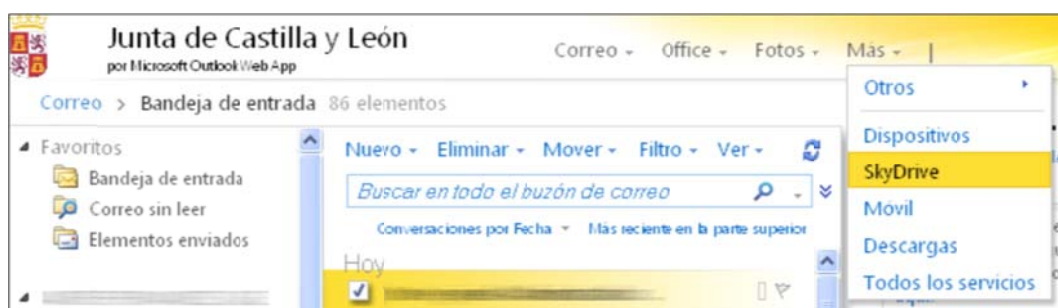 Junta de Castilla y León
por Microsoft Outlook Web App
Correo Office Fotos Más |
Correo > Bandeja de entrada 86 elementos
Favoritos
Bandeja de entrada
Correo sin leer
Elementos enviados
Nuevo Eliminar Mover Filtro Ver
Buscar en todo el buzón de correo
Conversaciones por Fecha Más reciente en la parte superior
Hoy
Otros
Dispositivos
SkyDrive
Móvil
Descargas
Todos los servicios